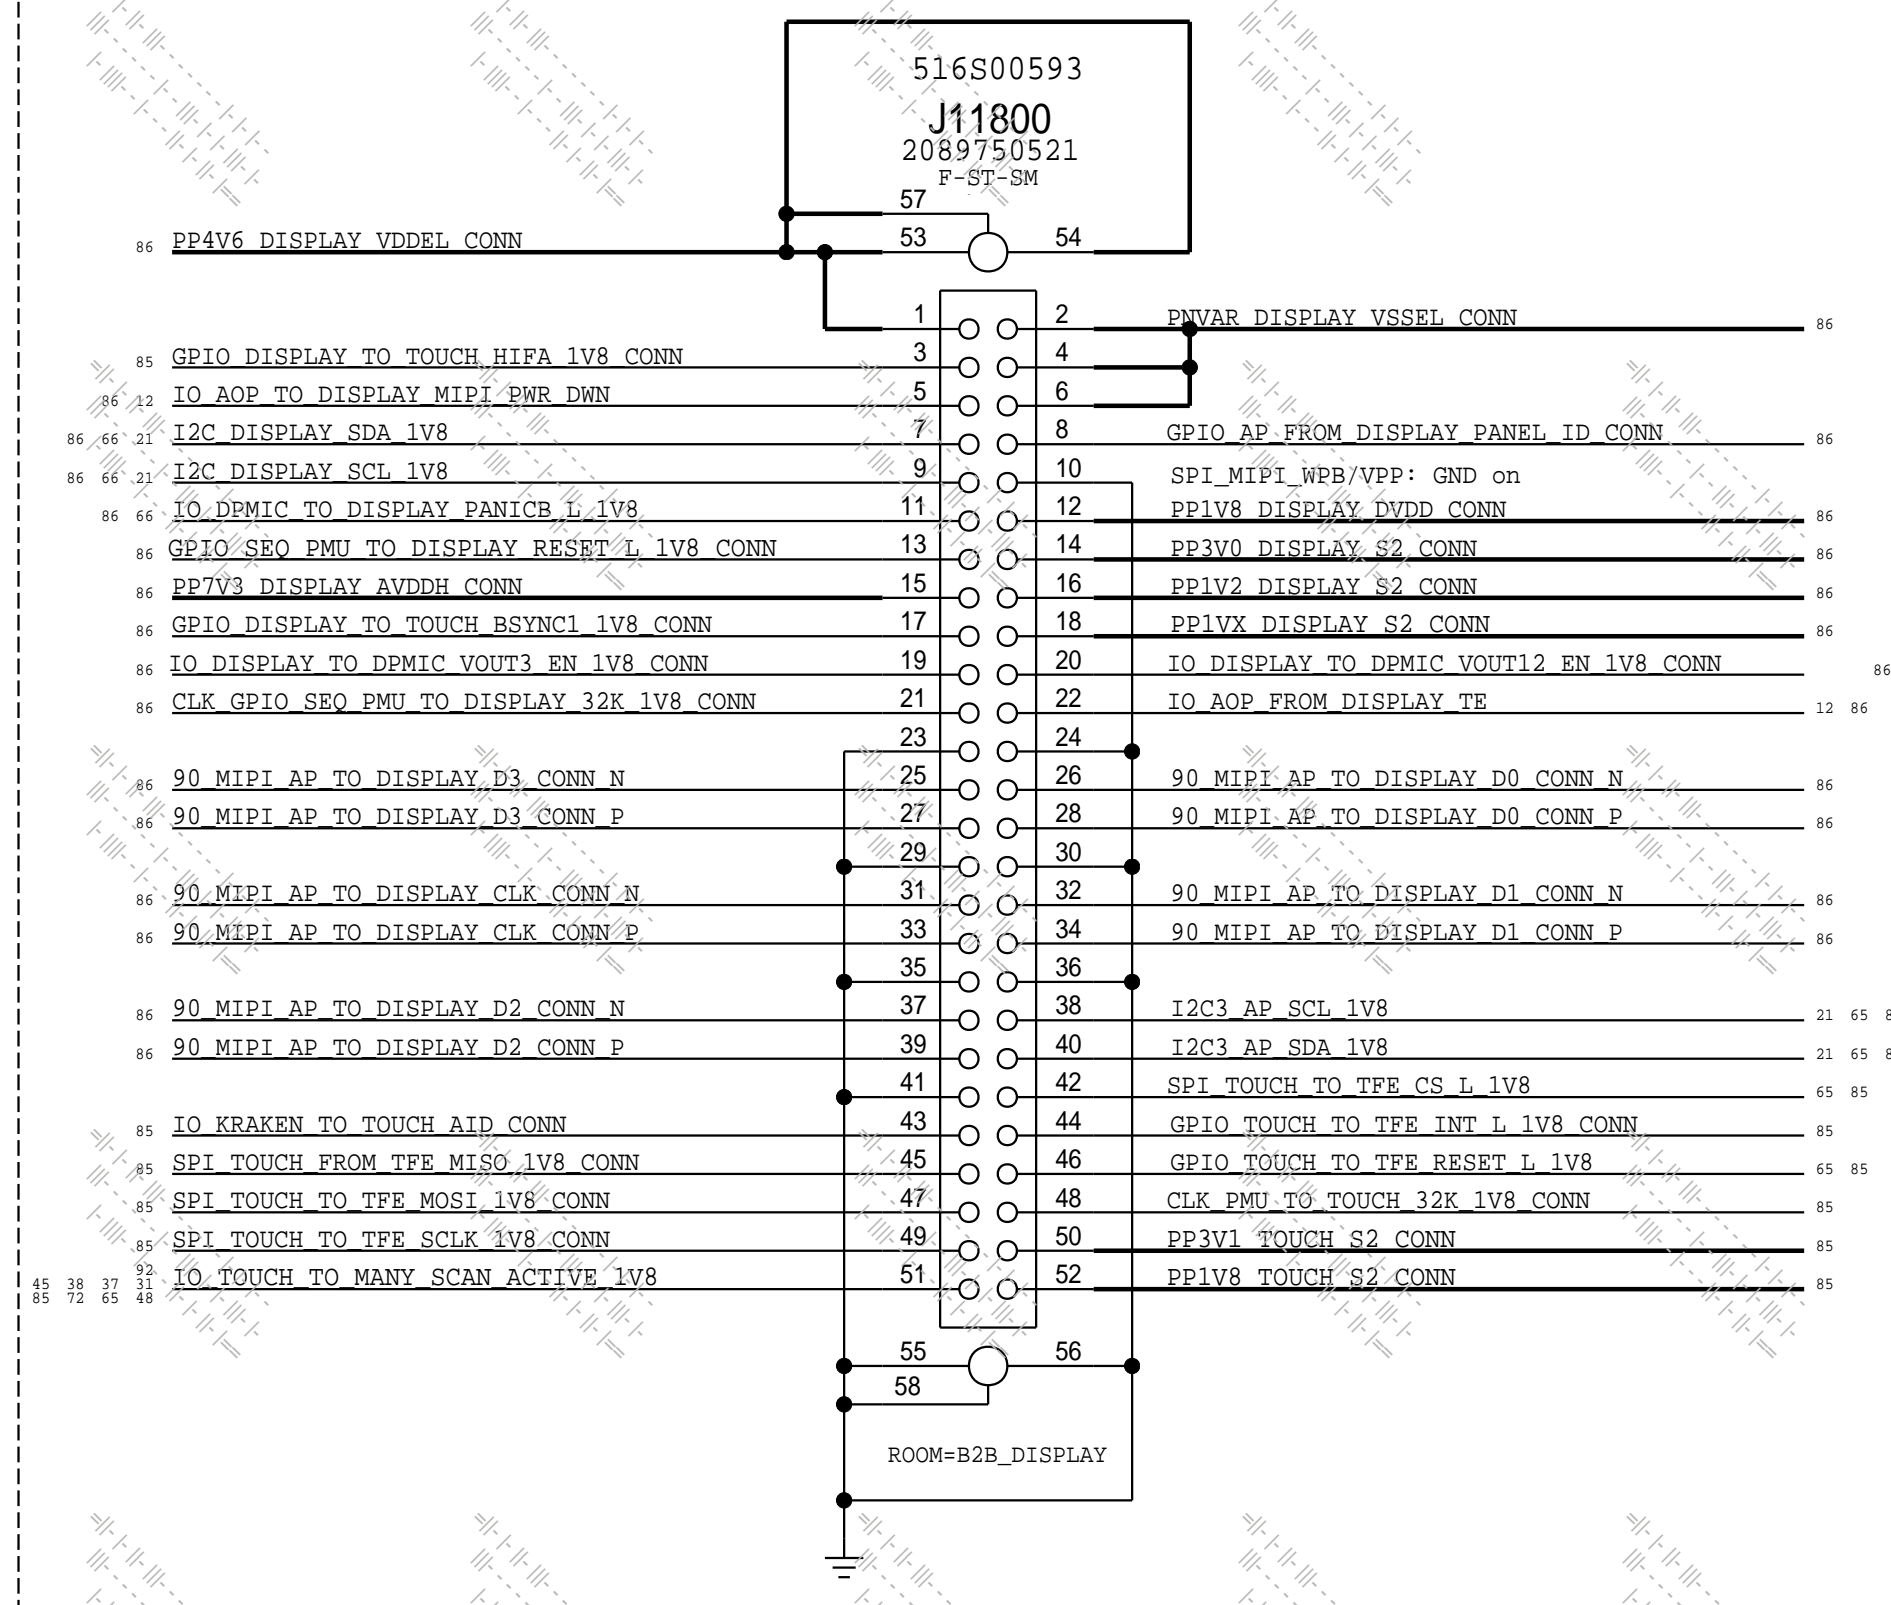 516S00593
J11800
2089750521
F-ST-SM
57
86 PP4V6_DISPLAY_VDDEL_CONN 53 54
1 2 PNVAR_DISPLAY_VSSEL_CONN 86
85 GPIO_DISPLAY_TO_TOUCH_HIFA_1V8_CONN 3 4
86 12 IO_AOP_TO_DISPLAY_MIPI_PWR_DWN 5 6
86 66 21 I2C_DISPLAY_SDA_1V8 7 8 GPIO_AP_FROM_DISPLAY_PANEL_ID_CONN 86
86 66 21 I2C_DISPLAY_SCL_1V8 9 10 SPI_MIPI_WPB/VPP: GND on
86 66 IO_DPMIC_TO_DISPLAY_PANICB_L_1V8 11 12 PP1V8_DISPLAY_DVDD_CONN 86
86 GPIO_SEQ_PMU_TO_DISPLAY_RESET_L_1V8_CONN 13 14 PP3V0_DISPLAY_S2_CONN 86
86 PP7V3_DISPLAY_AVDDH_CONN 15 16 PP1V2_DISPLAY_S2_CONN 86
86 GPIO_DISPLAY_TO_TOUCH_BSYNC1_1V8_CONN 17 18 PP1VX_DISPLAY_S2_CONN 86
86 IO_DISPLAY_TO_DPMIC_VOUT3_EN_1V8_CONN 19 20 IO_DISPLAY_TO_DPMIC_VOUT12_EN_1V8_CONN 86
86 CLK_GPIO_SEQ_PMU_TO_DISPLAY_32K_1V8_CONN 21 22 IO_AOP_FROM_DISPLAY_TE 12 86
23 24
86 90_MIPI_AP_TO_DISPLAY_D3_CONN_N 25 26 90_MIPI_AP_TO_DISPLAY_D0_CONN_N 86
86 90_MIPI_AP_TO_DISPLAY_D3_CONN_P 27 28 90_MIPI_AP_TO_DISPLAY_D0_CONN_P 86
29 30
86 90_MIPI_AP_TO_DISPLAY_CLK_CONN_N 31 32 90_MIPI_AP_TO_DISPLAY_D1_CONN_N 86
86 90_MIPI_AP_TO_DISPLAY_CLK_CONN_P 33 34 90_MIPI_AP_TO_DISPLAY_D1_CONN_P 86
35 36
86 90_MIPI_AP_TO_DISPLAY_D2_CONN_N 37 38 I2C3_AP_SCL_1V8 21 65
86 90_MIPI_AP_TO_DISPLAY_D2_CONN_P 39 40 I2C3_AP_SDA_1V8 21 65
41 42 SPI_TOUCH_TO_TFE_CS_L_1V8 65 85
85 IO_KRAKEN_TO_TOUCH_AID_CONN 43 44 GPIO_TOUCH_TO_TFE_INT_L_1V8_CONN 85
85 SPI_TOUCH_FROM_TFE_MISO_1V8_CONN 45 46 GPIO_TOUCH_TO_TFE_RESET_L_1V8 65 85
85 SPI_TOUCH_TO_TFE_MOSI_1V8_CONN 47 48 CLK_PMU_TO_TOUCH_32K_1V8_CONN 85
85 SPI_TOUCH_TO_TFE_SCLK_1V8_CONN 49 50 PP3V1_TOUCH_S2_CONN 85
92
45 38 37 31 IO_TOUCH_TO_MANY_SCAN_ACTIVE_1V8 51 52 PP1V8_TOUCH_S2_CONN 85
85 72 65 48
55 56
58
ROOM=B2B_DISPLAY